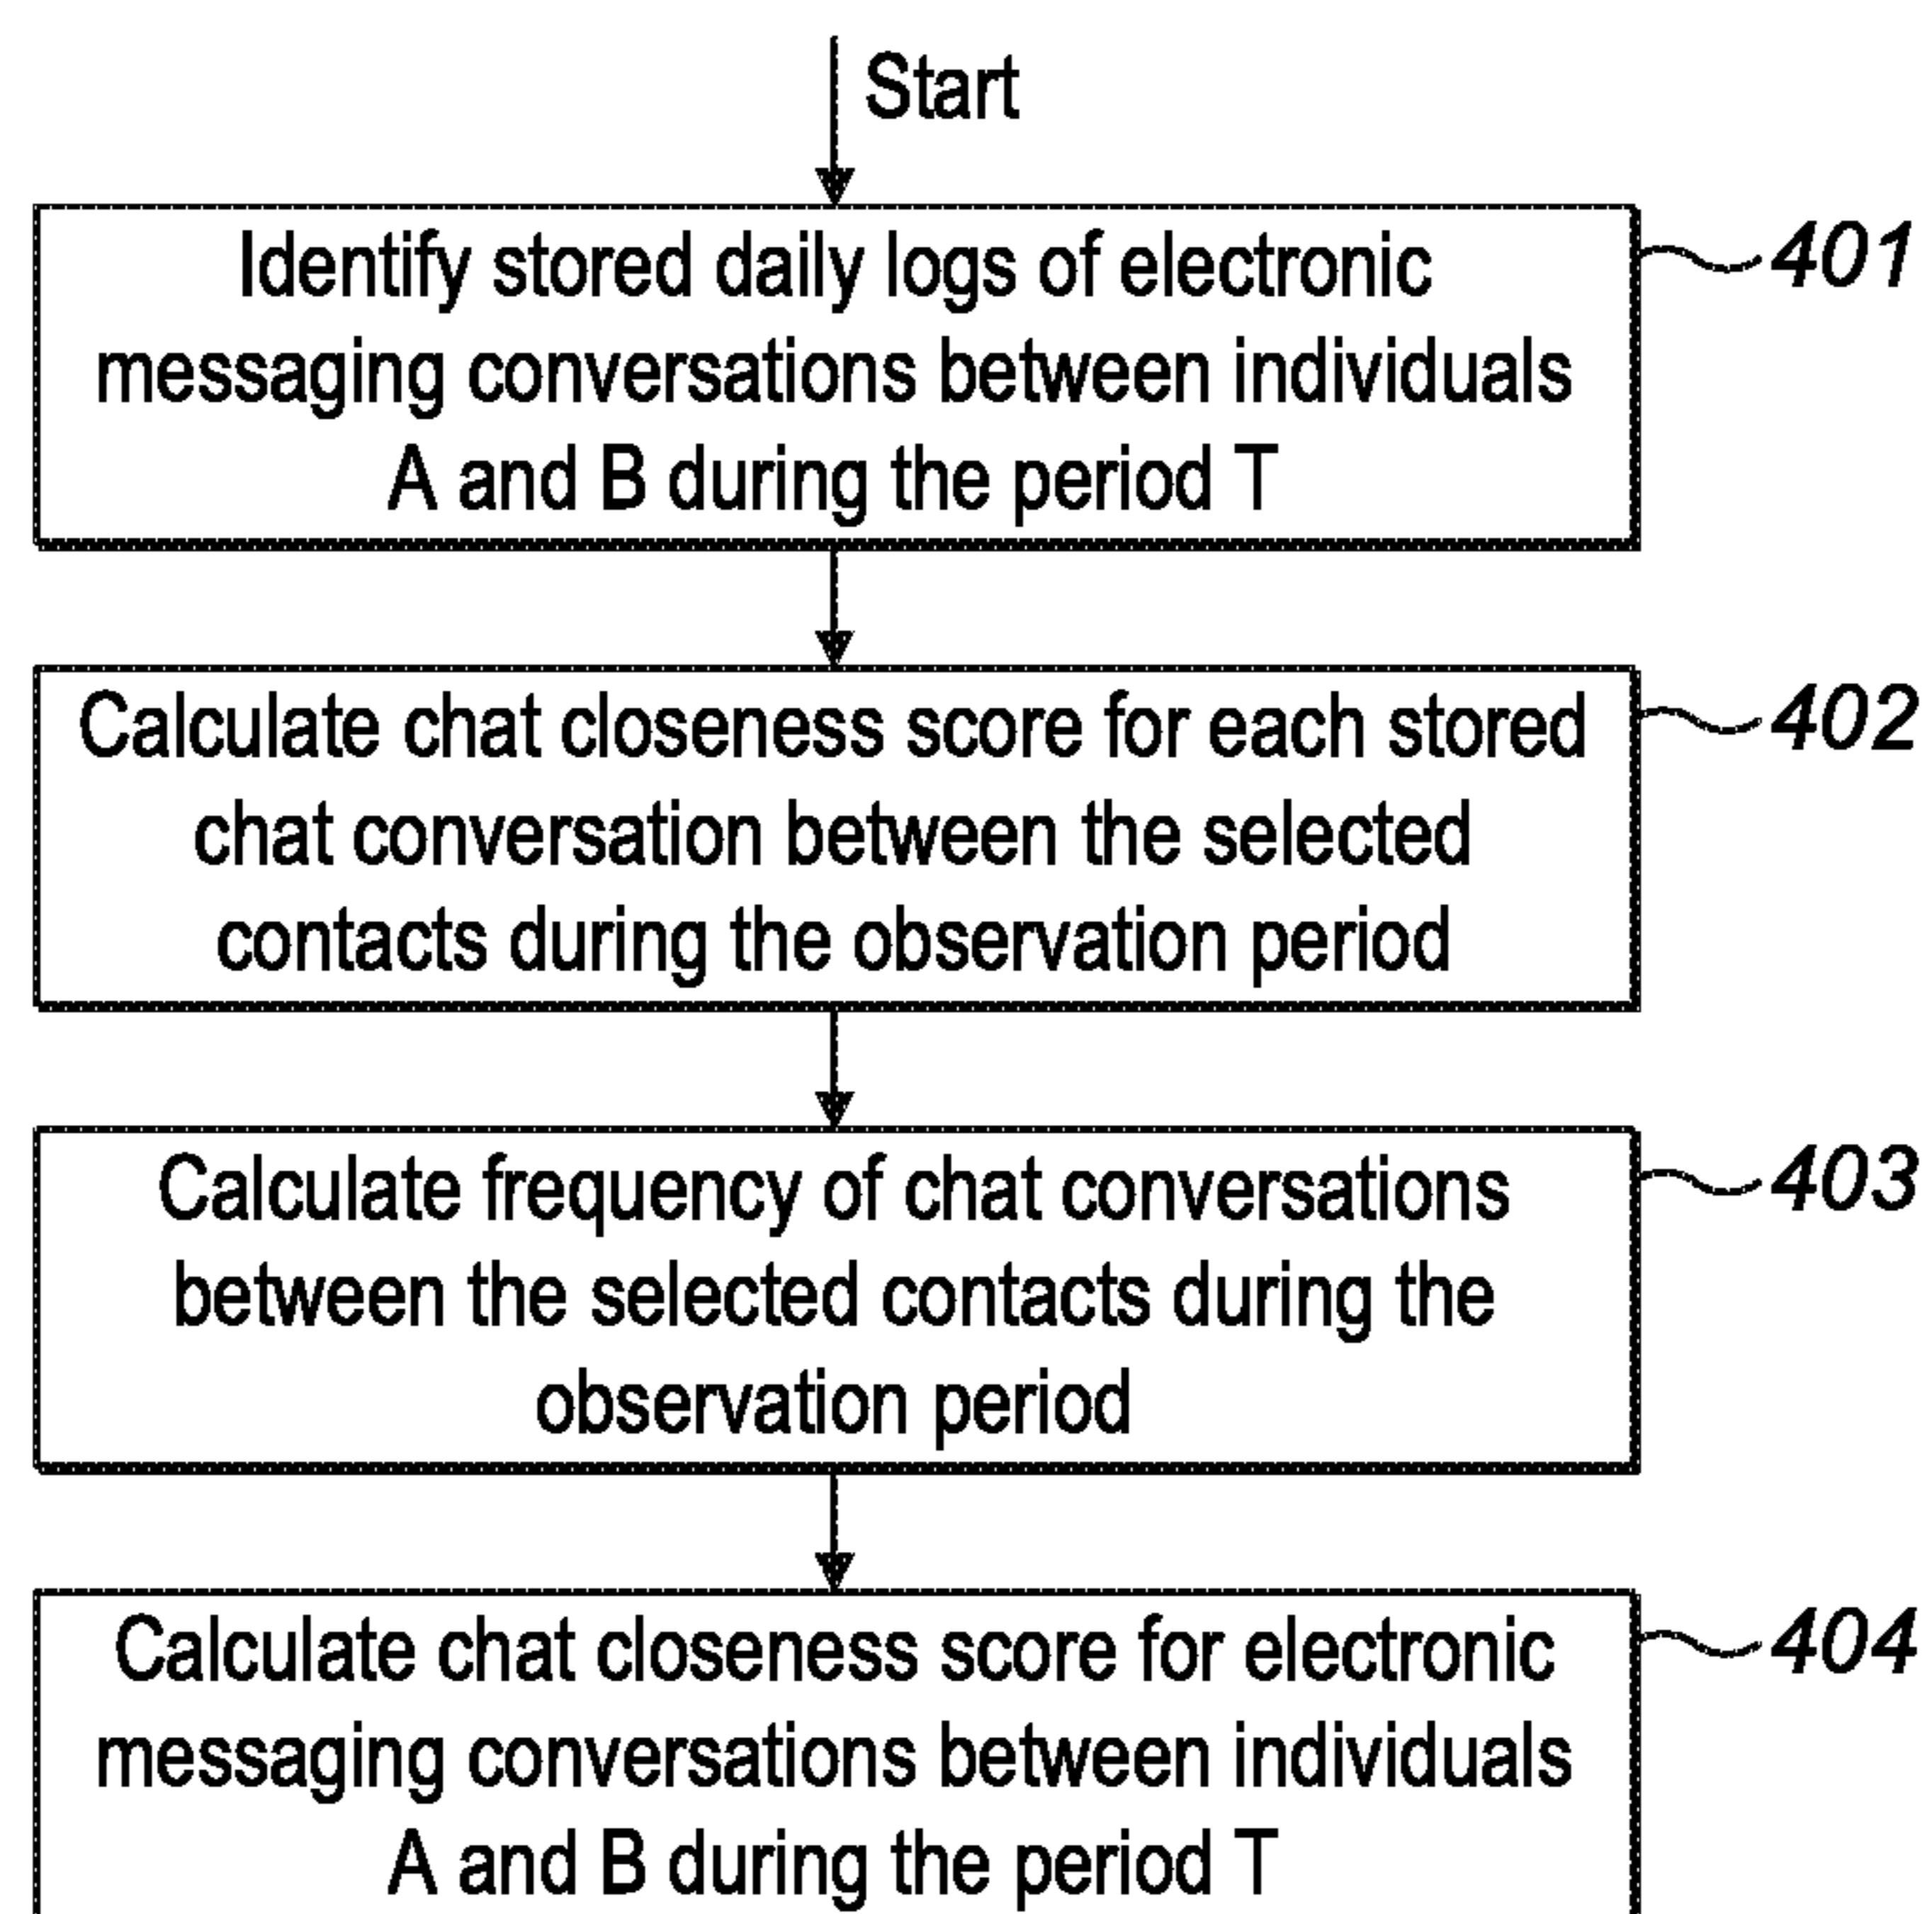 Start
Identify stored daily logs of electronic
messaging conversations between individuals
A and B during the period T
401
Calculate chat closeness score for each stored
chat conversation between the selected
contacts during the observation period
402
Calculate frequency of chat conversations
between the selected contacts during the
observation period
403
Calculate chat closeness score for electronic
messaging conversations between individuals
A and B during the period T
404